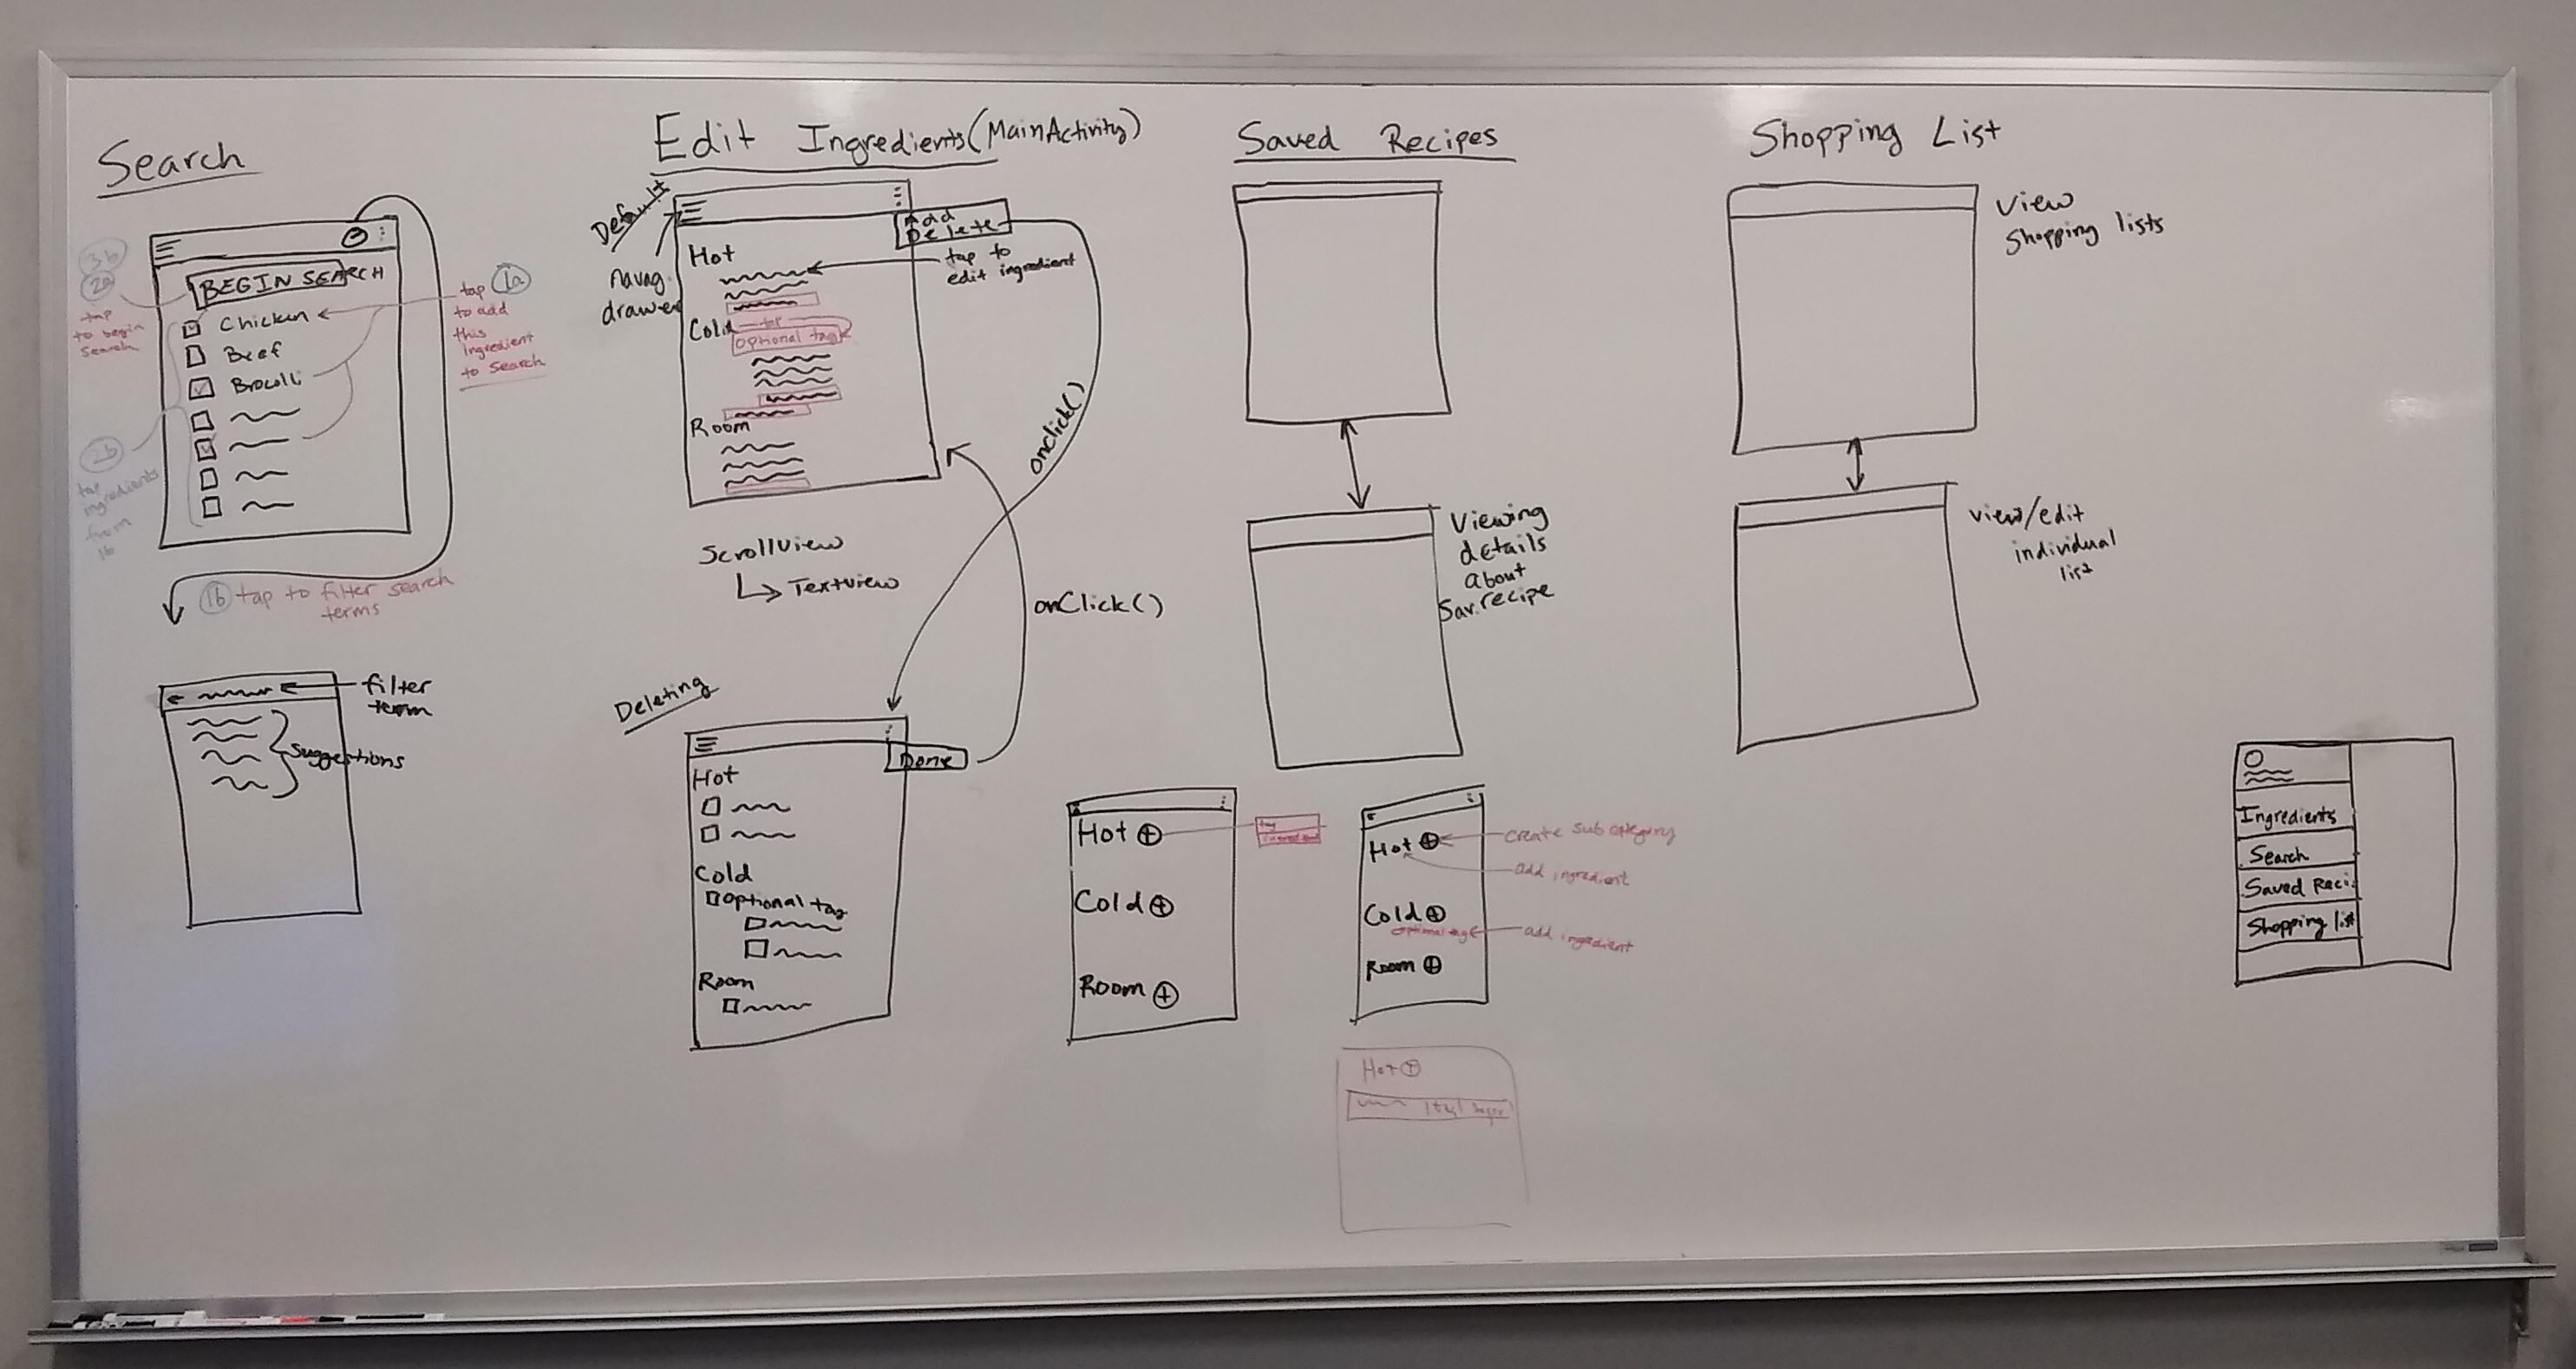 Search
3b
2a
tap
to begin
search
BEGIN SEARCH
Chicken
Beef
Brocolli
tap 1a
to add
this
ingredient
to search
2b
tap
ingredients
from
1b
1b tap to filter search
terms
filter
term
Suggestions
Edit Ingredients (MainActivity)
Default
navag.
drawer
Add
Delete
Hot
tap to
edit ingredient
Cold
tap
optional tag
Room
onClick()
ScrollView
TextView
onClick()
Deleting
Done
Hot
Cold
optional tag
Room
Saved Recipes
Viewing
details
about
Sav. recipe
Hot +
tag
ingredient
Cold +
Room +
Hot +
create sub category
add ingredient
Cold +
optional tag
add ingredient
Room +
Hot +
tag
Shopping List
View
Shopping lists
view/edit
individual
list
Ingredients
Search
Saved Reci
Shopping list